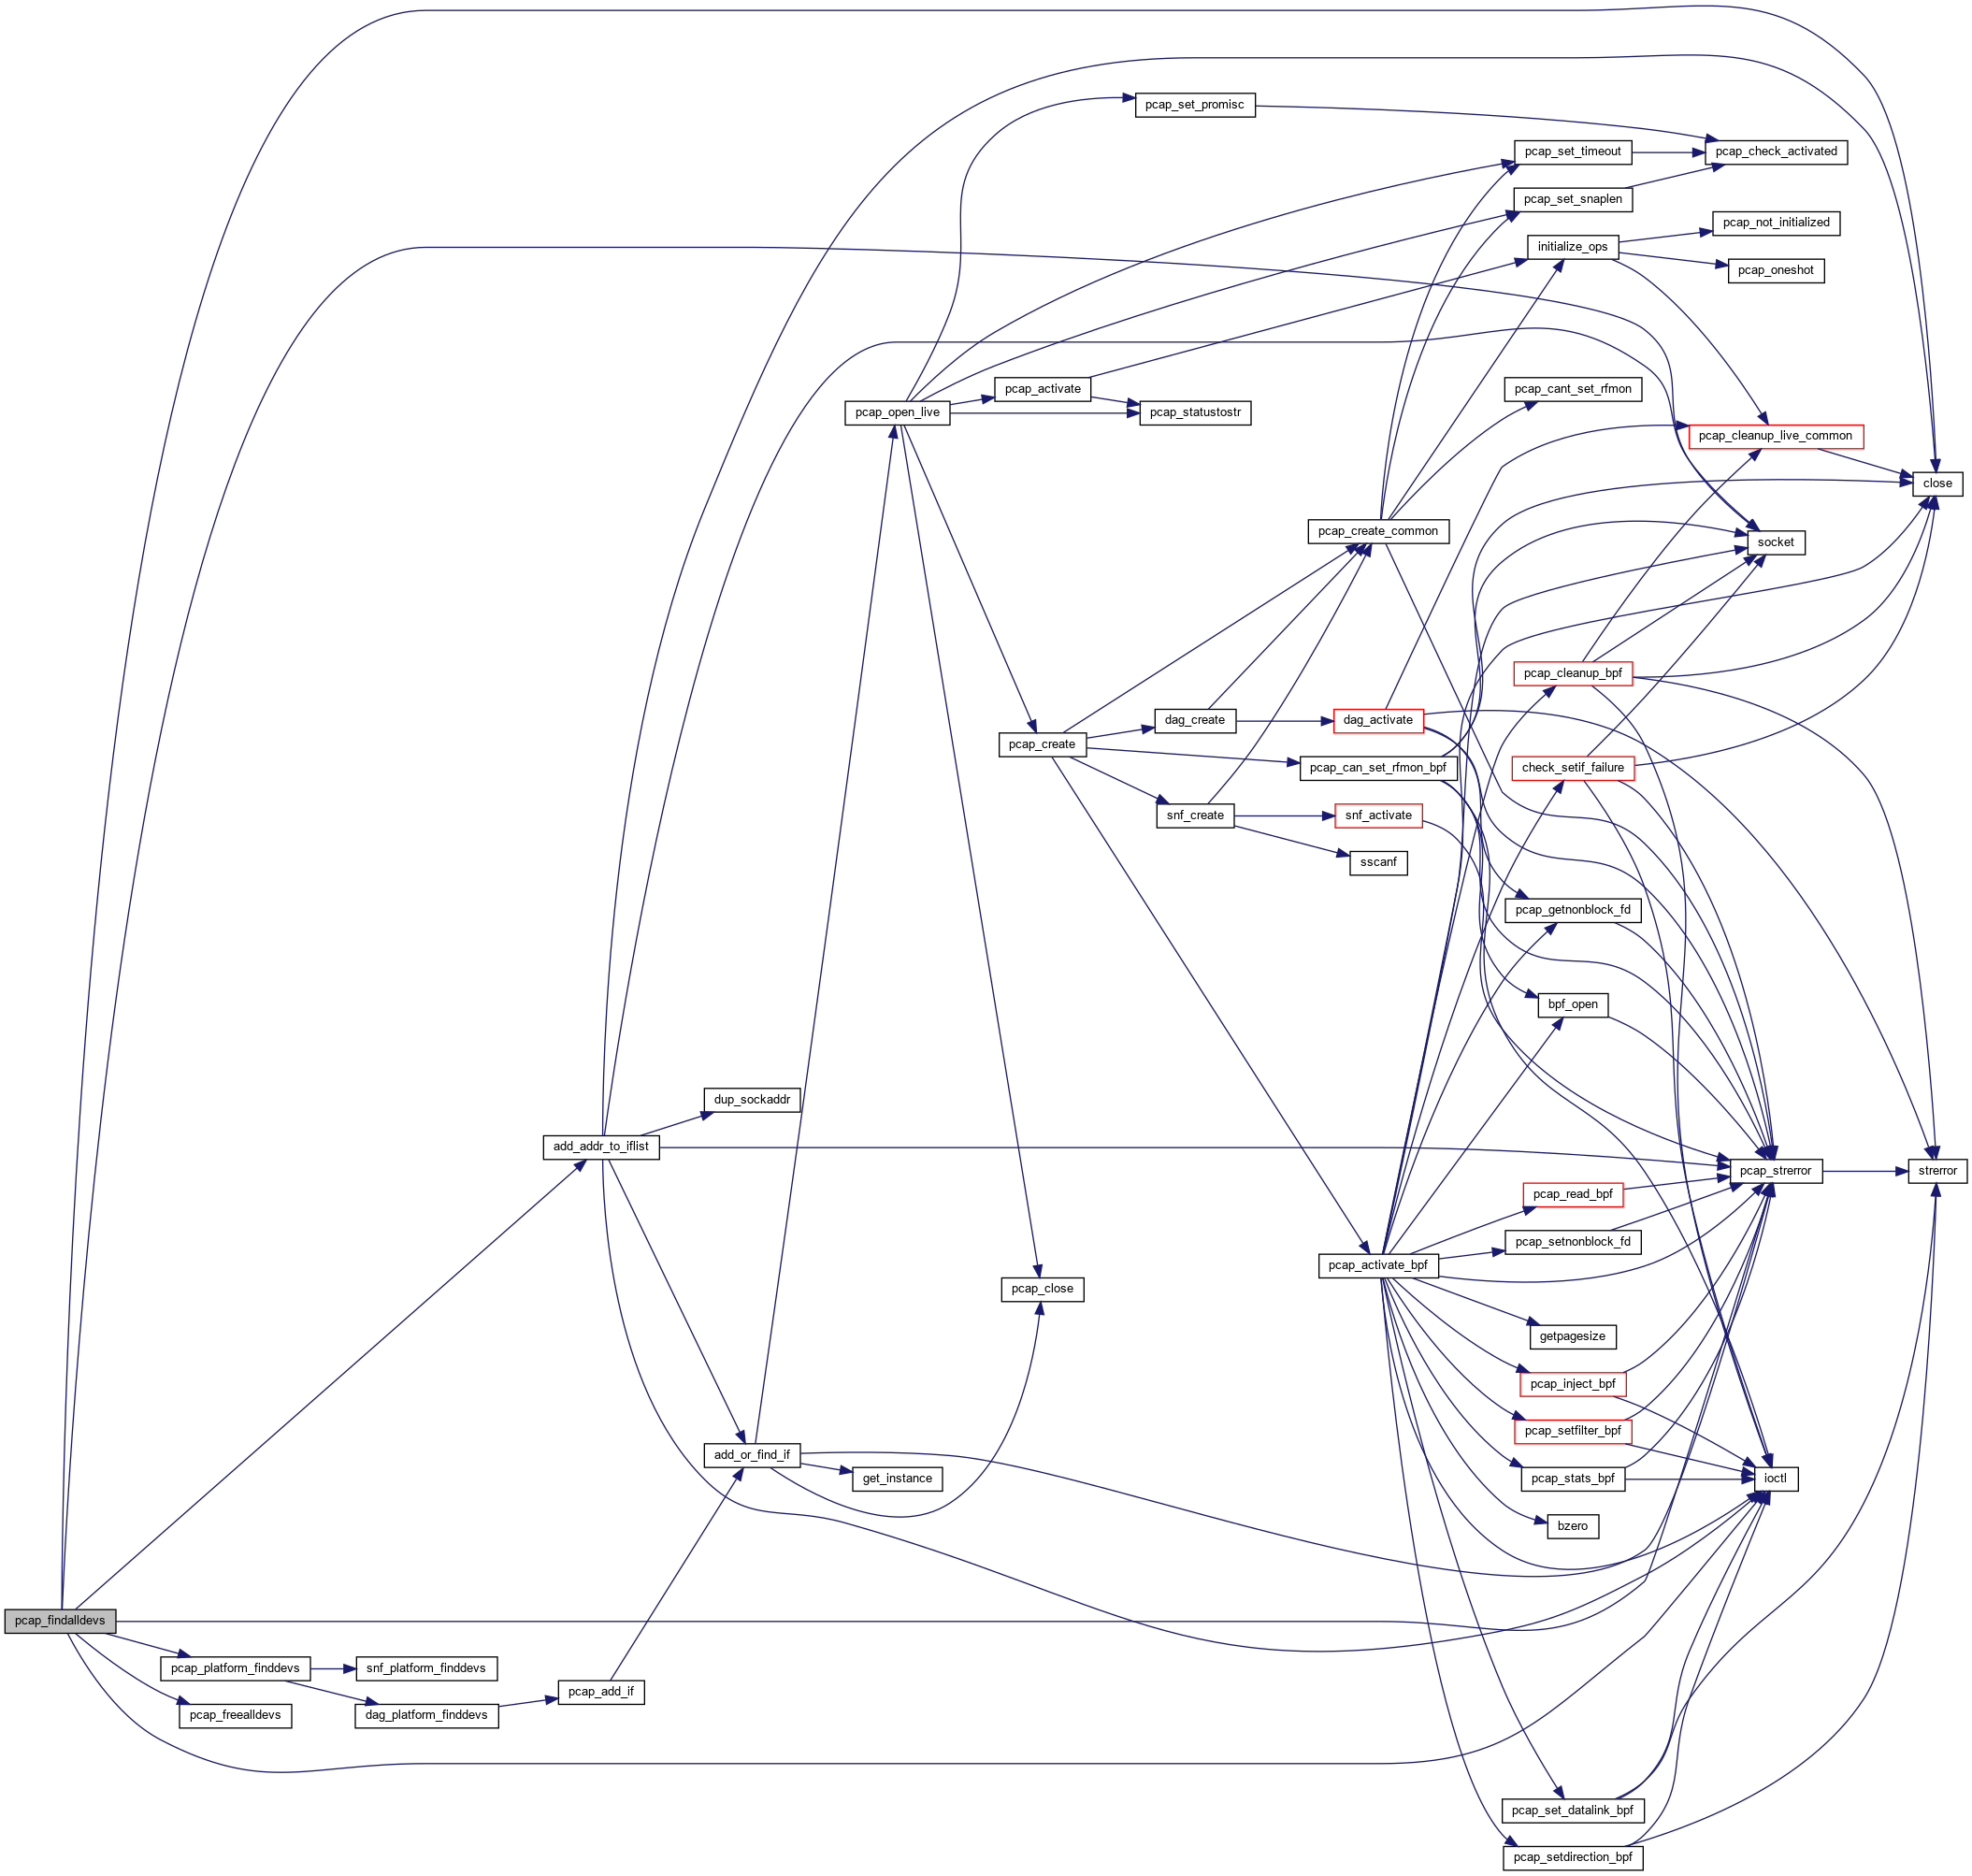 pcap_set_promisc
pcap_set_timeout
pcap_check_activated
pcap_set_snaplen
pcap_not_initialized
initialize_ops
pcap_oneshot
pcap_activate
pcap_cant_set_rfmon
pcap_open_live
pcap_statustostr
pcap_cleanup_live_common
close
pcap_create_common
socket
pcap_cleanup_bpf
dag_create
dag_activate
pcap_create
pcap_can_set_rfmon_bpf
check_setif_failure
snf_create
snf_activate
sscanf
pcap_getnonblock_fd
bpf_open
dup_sockaddr
add_addr_to_iflist
pcap_strerror
strerror
pcap_read_bpf
pcap_setnonblock_fd
pcap_activate_bpf
pcap_close
getpagesize
pcap_inject_bpf
pcap_setfilter_bpf
add_or_find_if
get_instance
pcap_stats_bpf
ioctl
bzero
pcap_findalldevs
pcap_platform_finddevs
snf_platform_finddevs
pcap_add_if
pcap_freealldevs
dag_platform_finddevs
pcap_set_datalink_bpf
pcap_setdirection_bpf